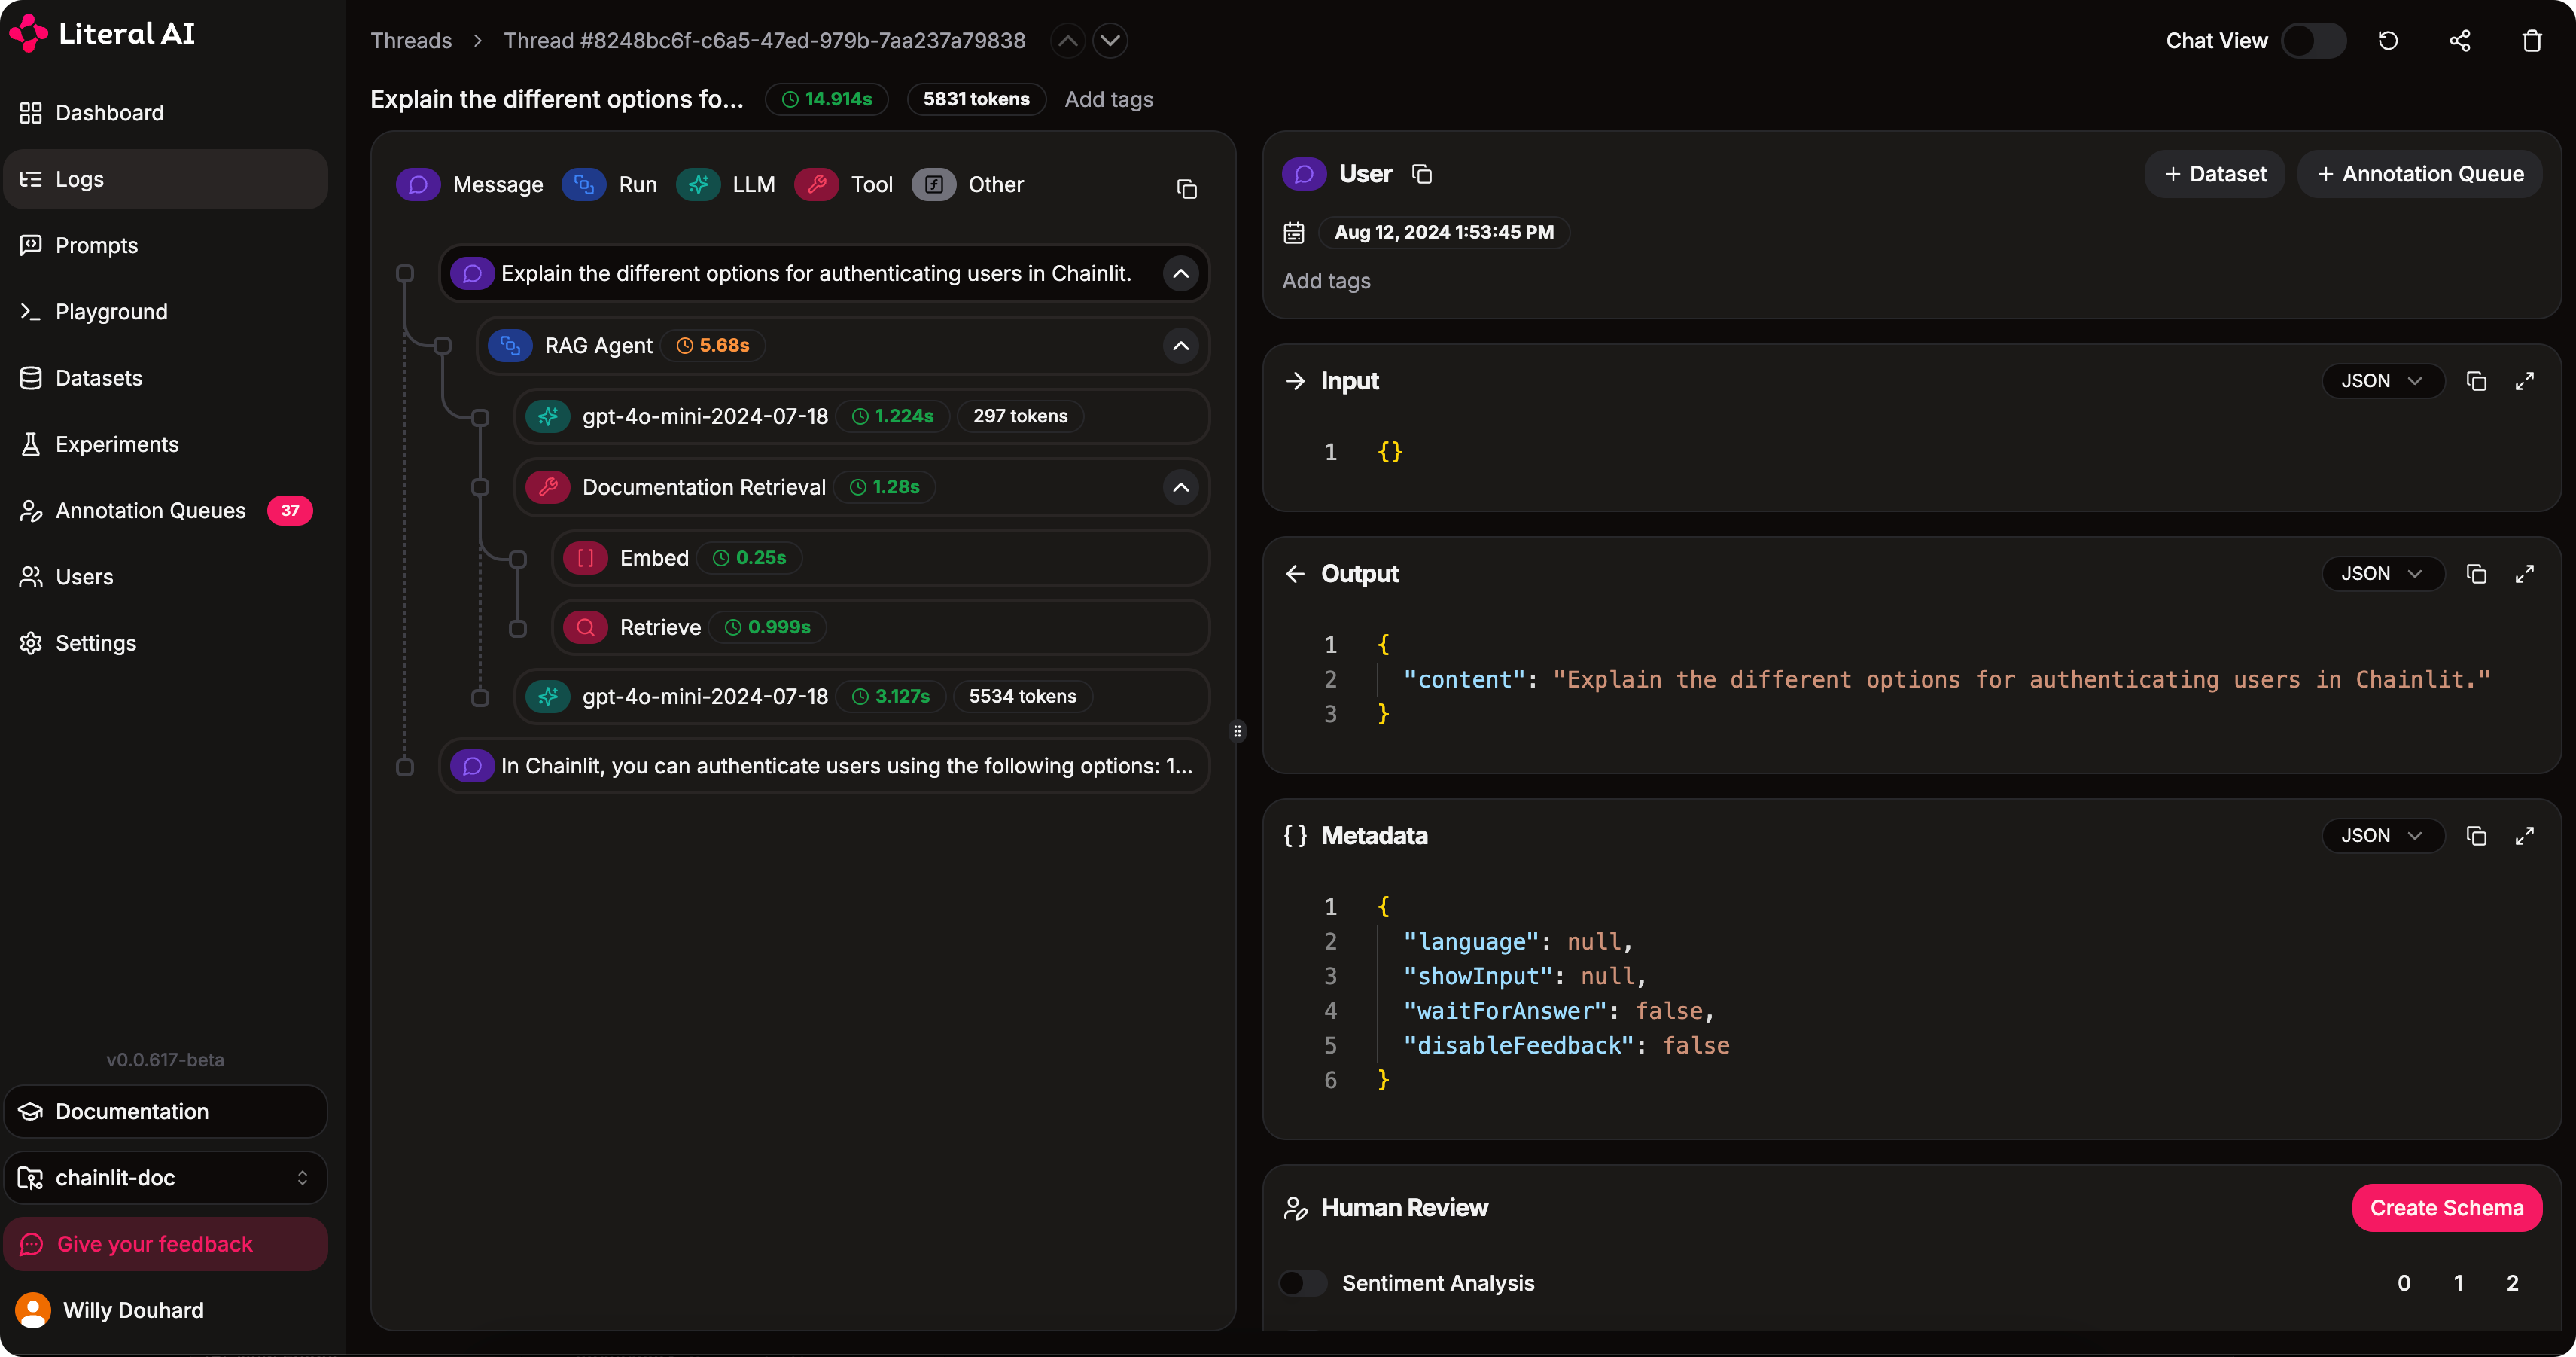 Literal AI
Dashboard
Logs
Prompts
Playground
Datasets
Experiments
Annotation Queues 37
Users
Settings
v0.0.617-beta
Documentation
chainlit-doc
Give your feedback
Willy Douhard
Threads > Thread #8248bc6f-c6a5-47ed-979b-7aa237a79838
Chat View
Explain the different options fo... 14.914s 5831 tokens Add tags
Message Run LLM Tool Other
Explain the different options for authenticating users in Chainlit.
RAG Agent 5.68s
gpt-4o-mini-2024-07-18 1.224s 297 tokens
Documentation Retrieval 1.28s
Embed 0.25s
Retrieve 0.999s
gpt-4o-mini-2024-07-18 3.127s 5534 tokens
In Chainlit, you can authenticate users using the following options: 1...
User + Dataset + Annotation Queue
Aug 12, 2024 1:53:45 PM
Add tags
Input JSON
1 {}
Output JSON
1 {
2 "content": "Explain the different options for authenticating users in Chainlit."
3 }
{} Metadata JSON
1 {
2 "language": null,
3 "showInput": null,
4 "waitForAnswer": false,
5 "disableFeedback": false
6 }
Human Review Create Schema
Sentiment Analysis 0 1 2